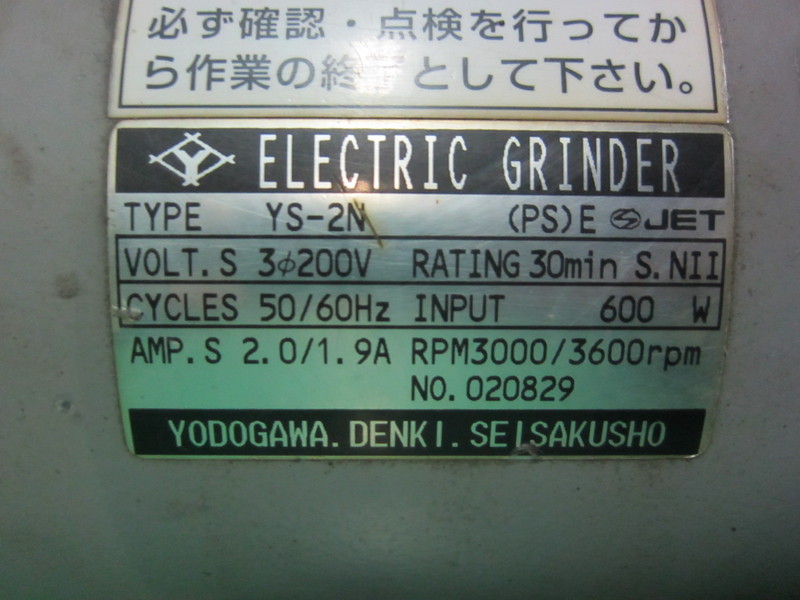 必ず確認・点検を行ってか
ら作業の終了として下さい。
Y ELECTRIC GRINDER
TYPE YS-2N (PS)E S JET
VOLT.S 3φ200V RATING 30min S.NII
CYCLES 50/60Hz INPUT 600 W
AMP.S 2.0/1.9A RPM3000/3600rpm
NO.020829
YODOGAWA.DENKI.SEISAKUSHO